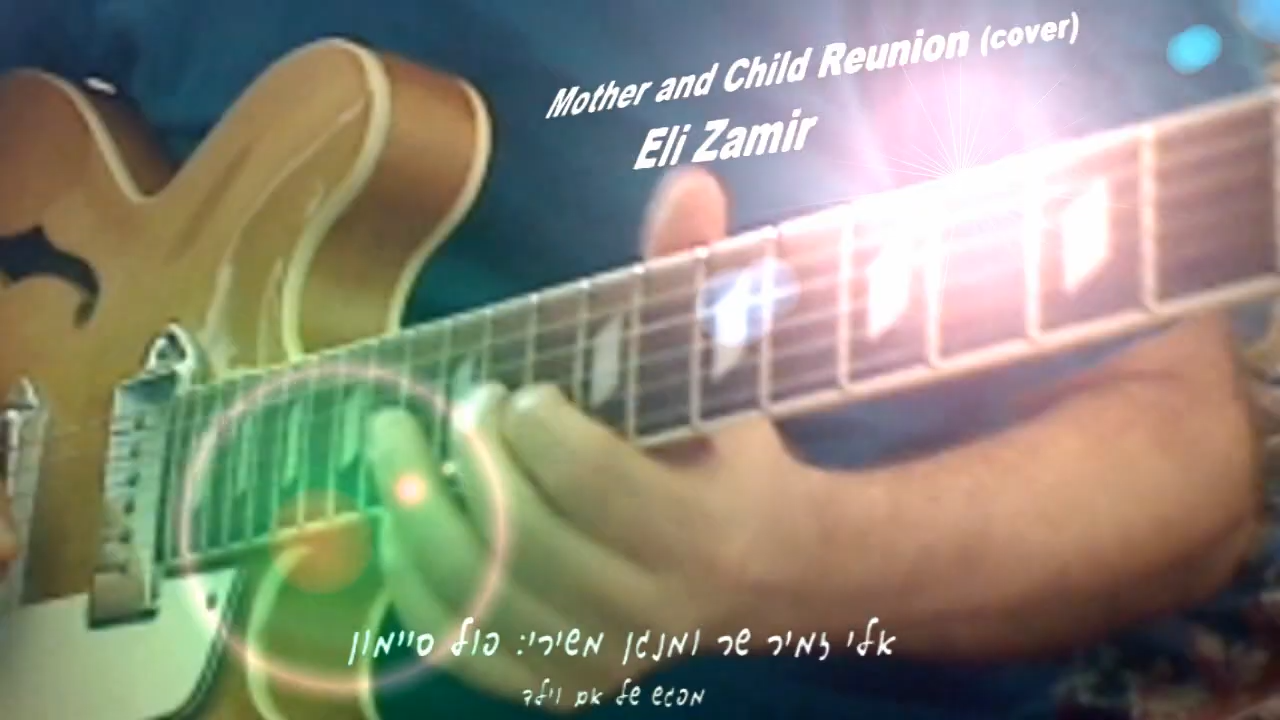 Mother and Child Reunion (cover)
Eli Zamir
אלי זמיר שר ומנגן משירי: פול סיימון
מפגש של אם וילד